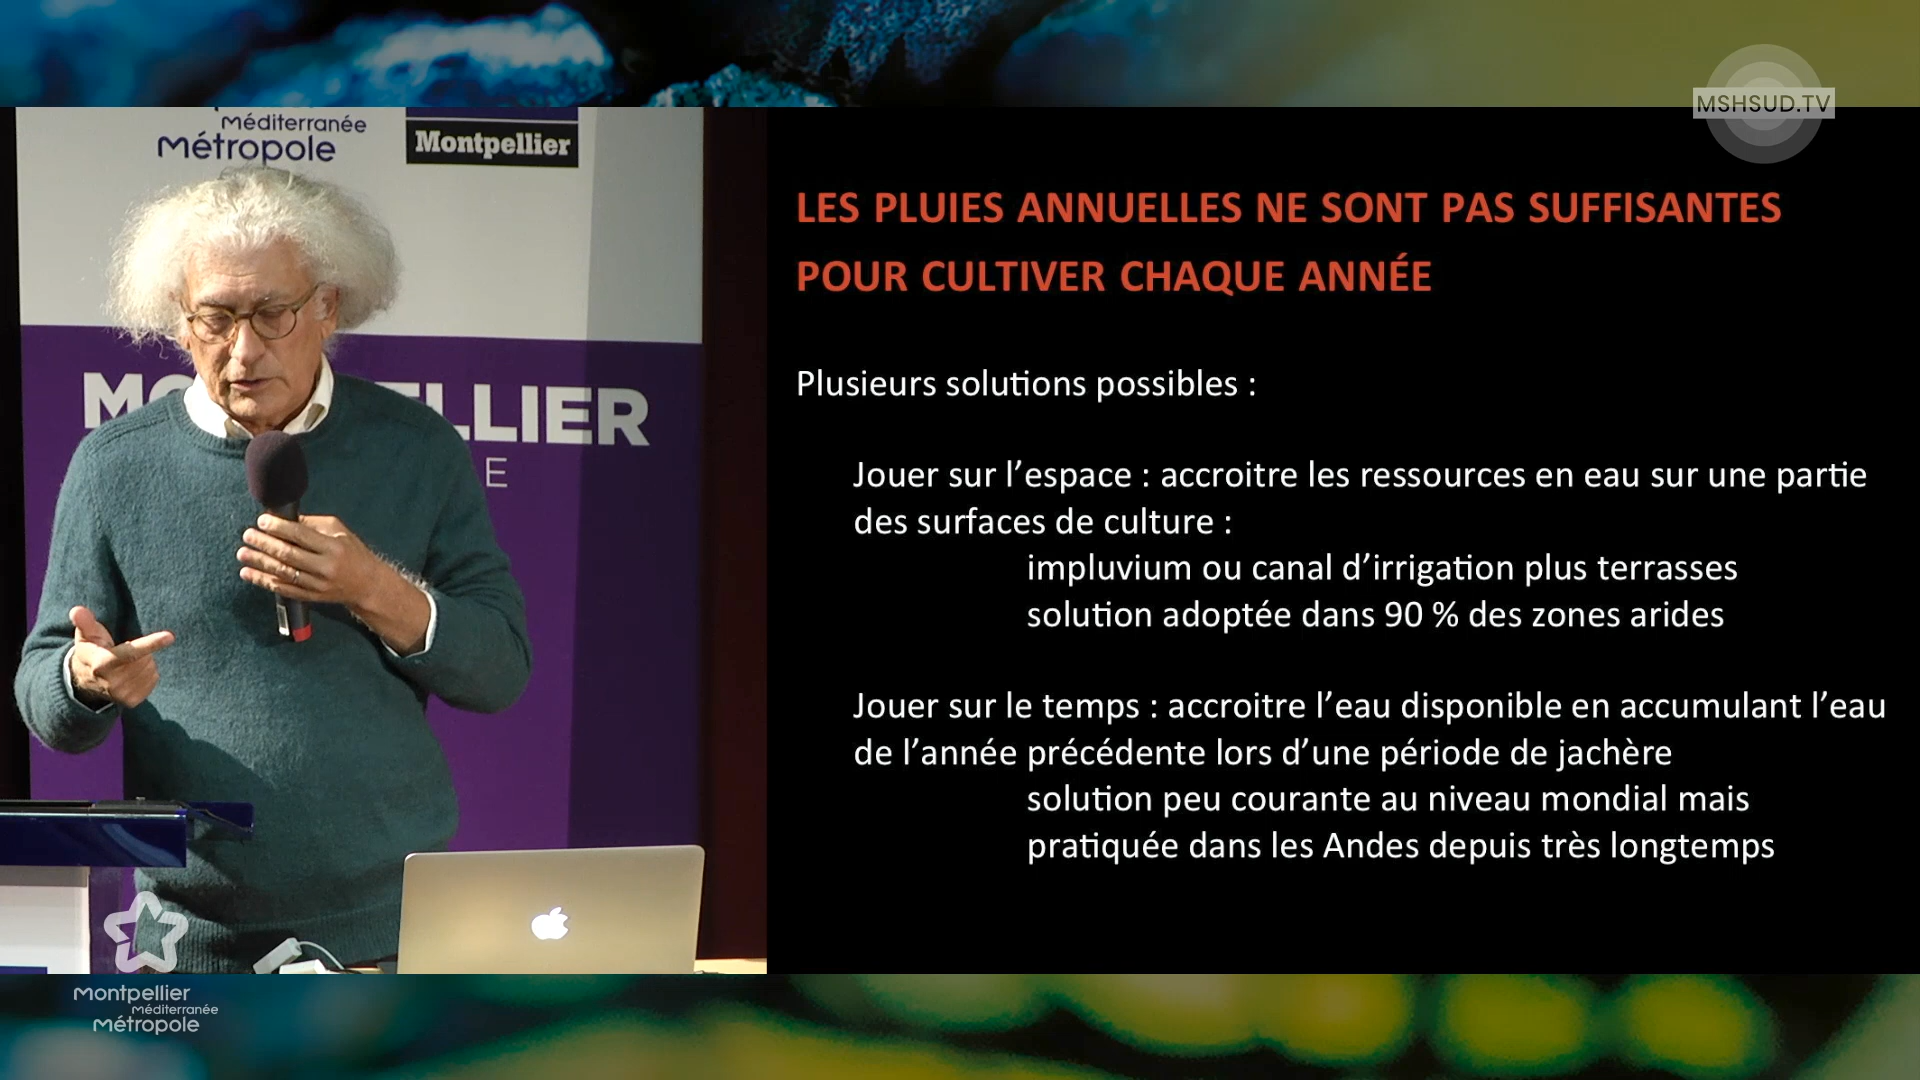 MSHSUD.TV
méditerranée
métropole
Montpellier
LLIER
E
LES PLUIES ANNUELLES NE SONT PAS SUFFISANTES
POUR CULTIVER CHAQUE ANNÉE
Plusieurs solutions possibles :
Jouer sur l’espace : accroitre les ressources en eau sur une partie
des surfaces de culture :
impluvium ou canal d’irrigation plus terrasses
solution adoptée dans 90 % des zones arides
Jouer sur le temps : accroitre l’eau disponible en accumulant l’eau
de l’année précédente lors d’une période de jachère
solution peu courante au niveau mondial mais
pratiquée dans les Andes depuis très longtemps
montpellier
méditerranée
métropole